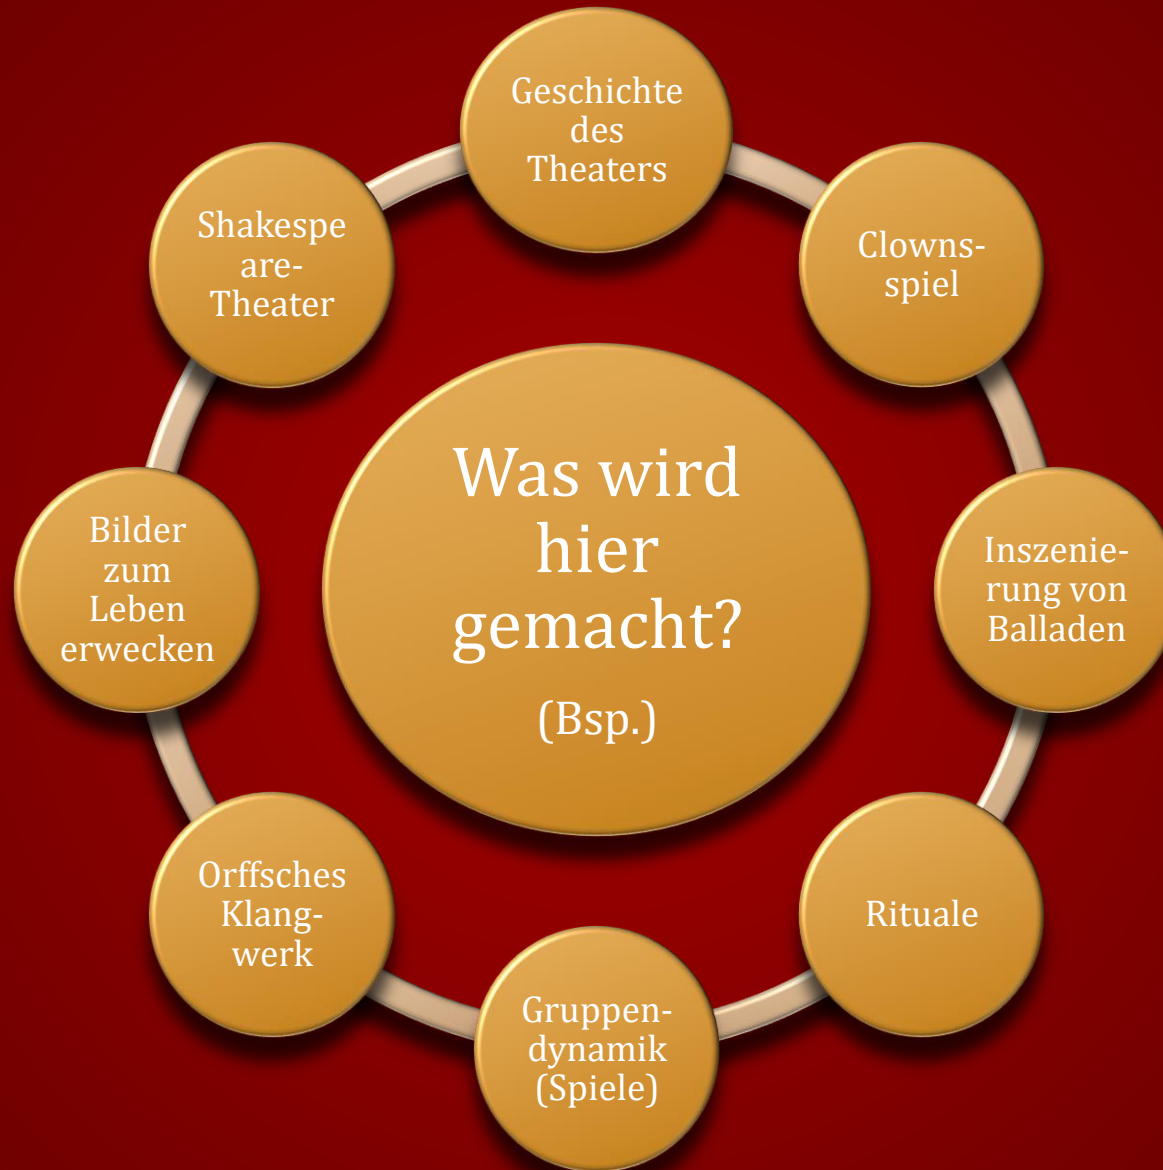 Geschichte
des
Theaters
Clowns-
spiel
Inszenie-
rung von
Balladen
Rituale
Gruppen-
dynamik
(Spiele)
Orffsches
Klang-
werk
Bilder
zum
Leben
erwecken
Shakespe
are-
Theater
Was wird
hier
gemacht?
(Bsp.)